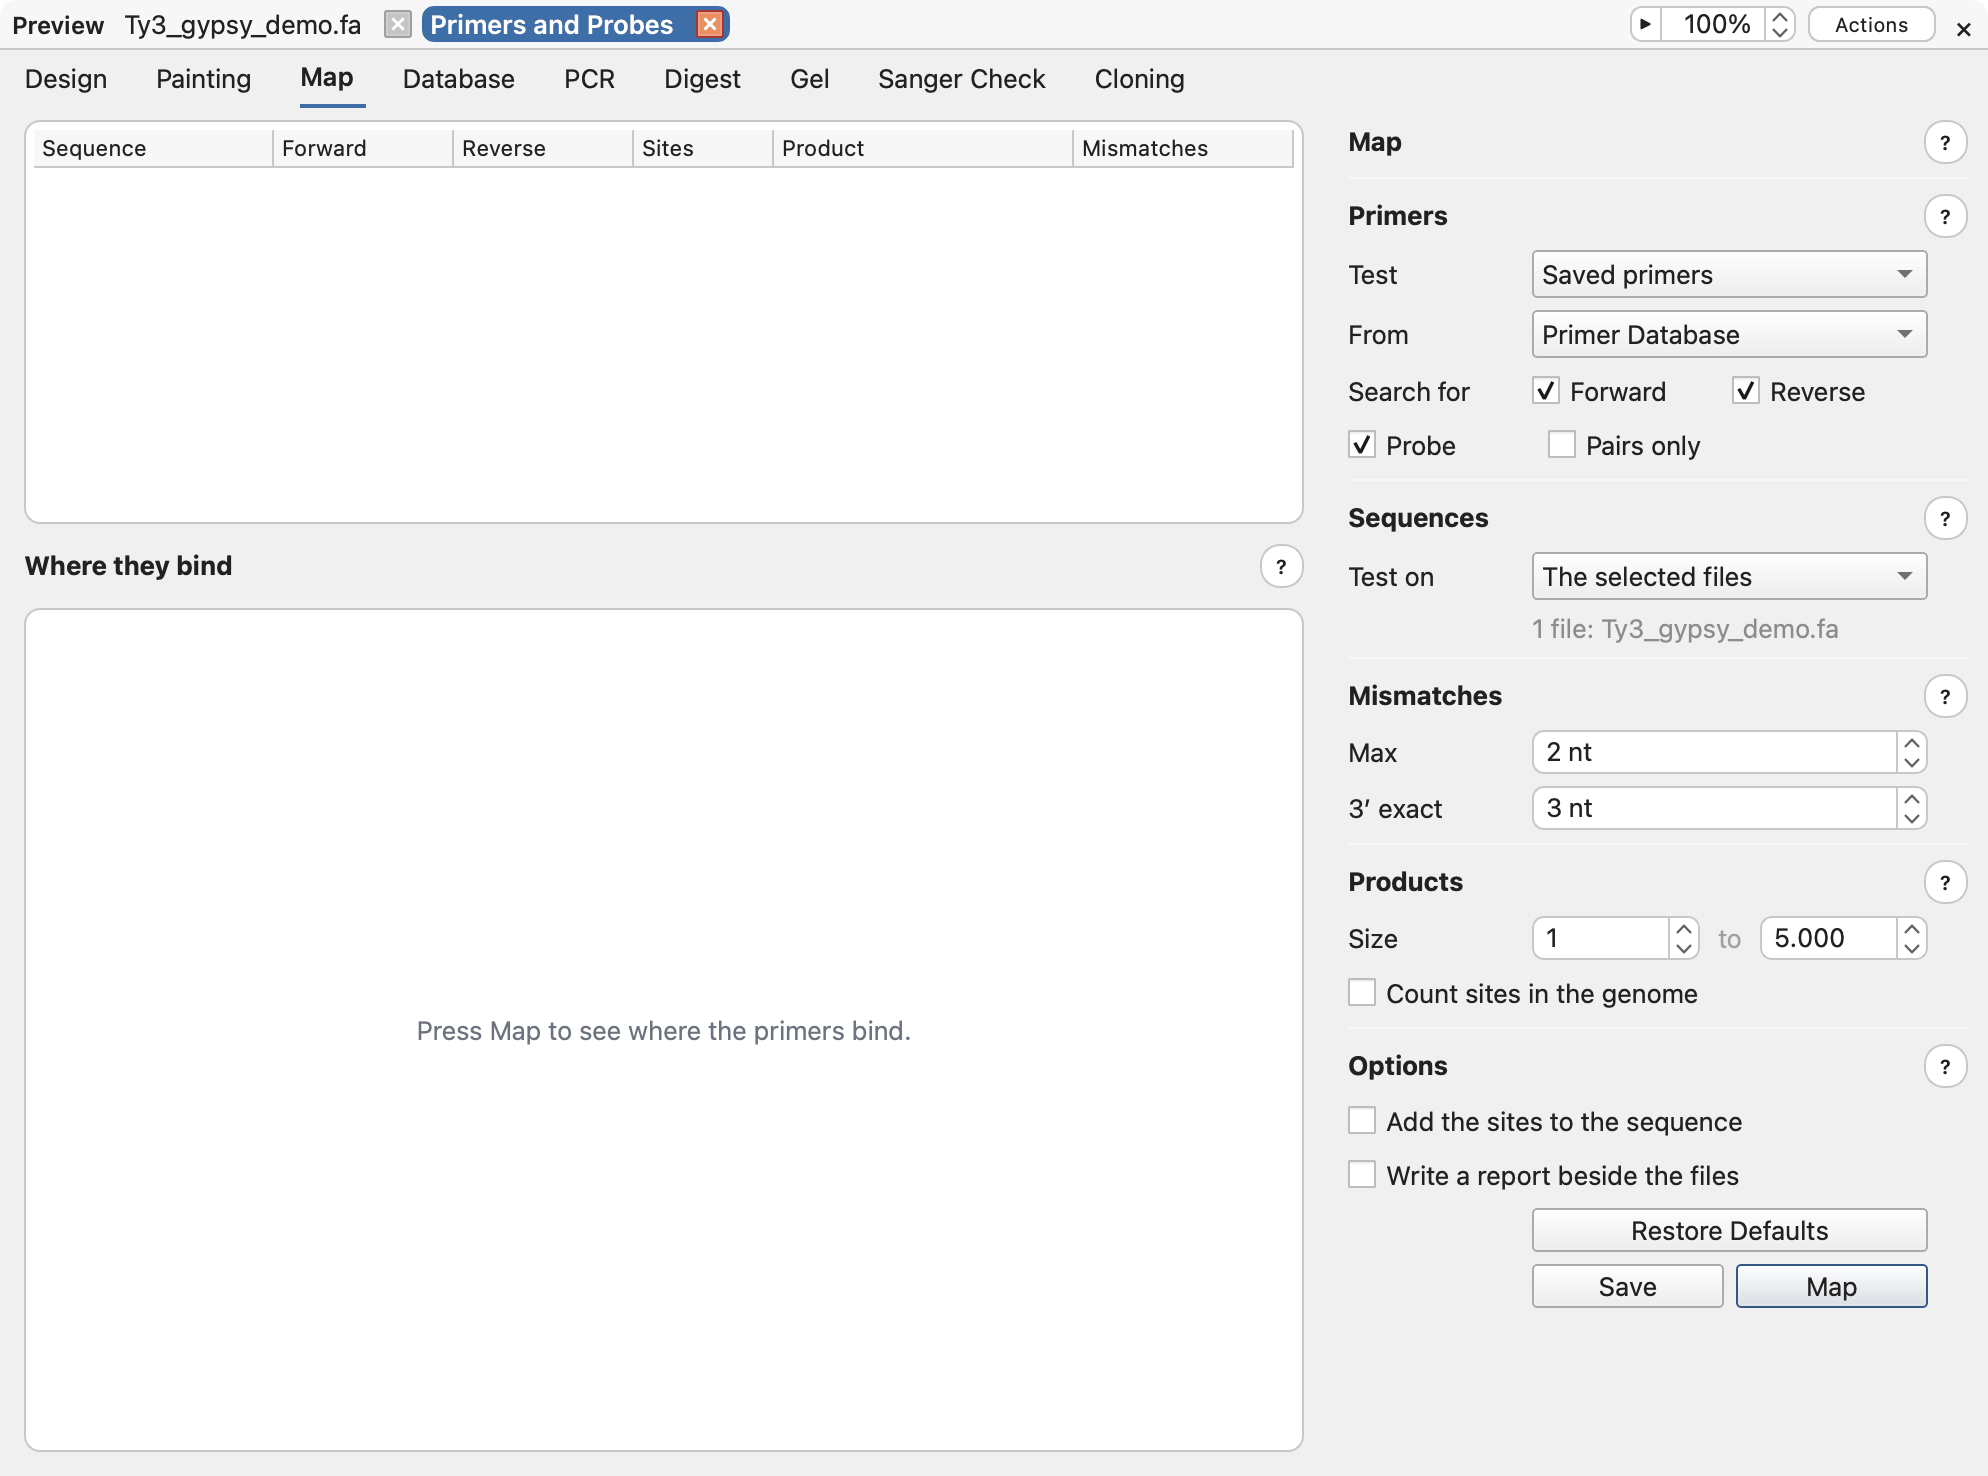 Preview Ty3_gypsy_demo.fa Primers and Probes 100% Actions
Design Painting Map Database PCR Digest Gel Sanger Check Cloning
Sequence Forward Reverse Sites Product Mismatches
Where they bind ?
Press Map to see where the primers bind.
Map ?
Primers ?
Test Saved primers
From Primer Database
Search for Forward Reverse
Probe Pairs only
Sequences ?
Test on The selected files
1 file: Ty3_gypsy_demo.fa
Mismatches ?
Max 2 nt
3′ exact 3 nt
Products ?
Size 1 to 5.000
Count sites in the genome
Options ?
Add the sites to the sequence
Write a report beside the files
Restore Defaults
Save Map